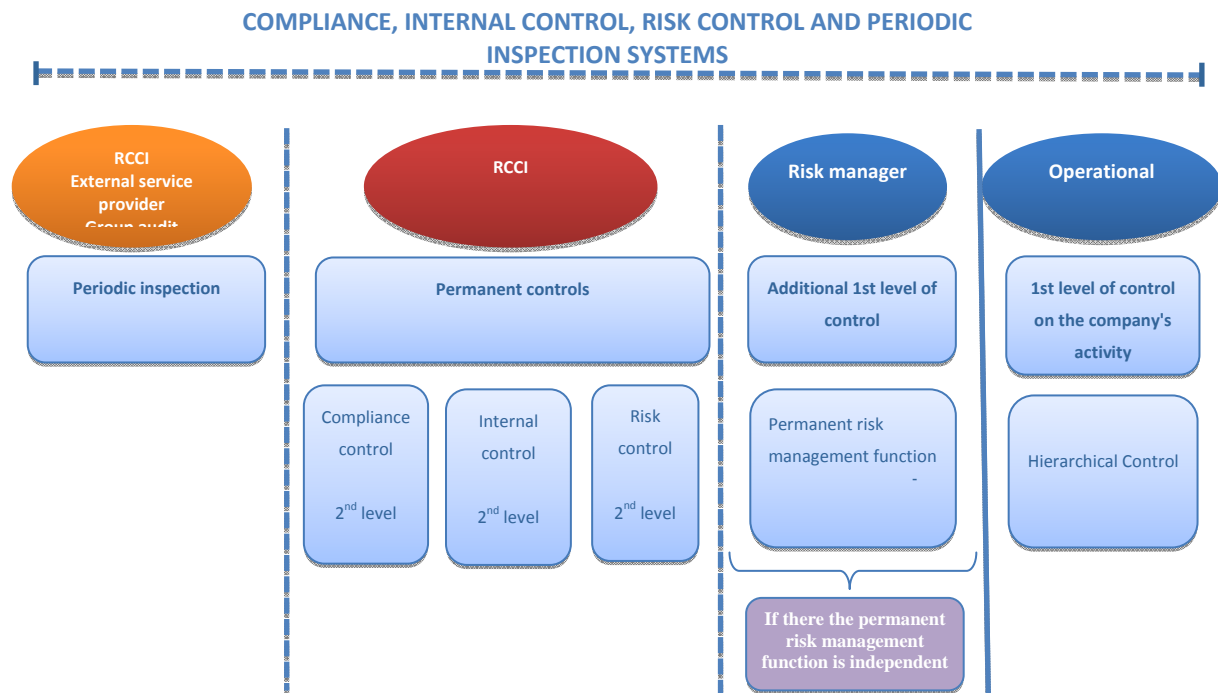 COMPLIANCE, INTERNAL CONTROL, RISK CONTROL AND PERIODIC
INSPECTION SYSTEMS
RCCI
External service
provider
Group audit
RCCI
Risk manager
Operational
Periodic inspection
Permanent controls
Additional 1st level of
control
1st level of control
on the company's
activity
Compliance
control
2nd level
Internal
control
2nd level
Risk
control
2nd level
Permanent risk
management function
-
Hierarchical Control
If there the permanent
risk management
function is independent